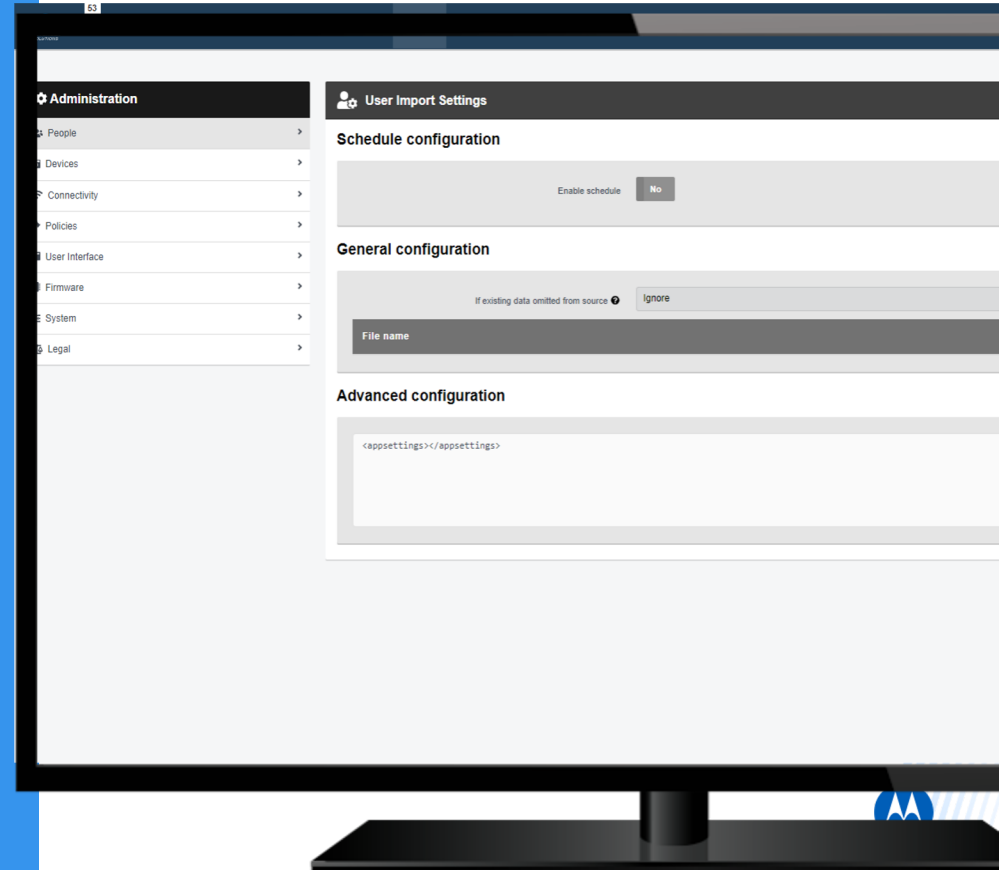 53
Administration
People
Devices
Connectivity
Policies
User Interface
Firmware
System
Legal
User Import Settings
Schedule configuration
Enable schedule No
General configuration
If existing data omitted from source Ignore
File name
Advanced configuration
<appsettings></appsettings>